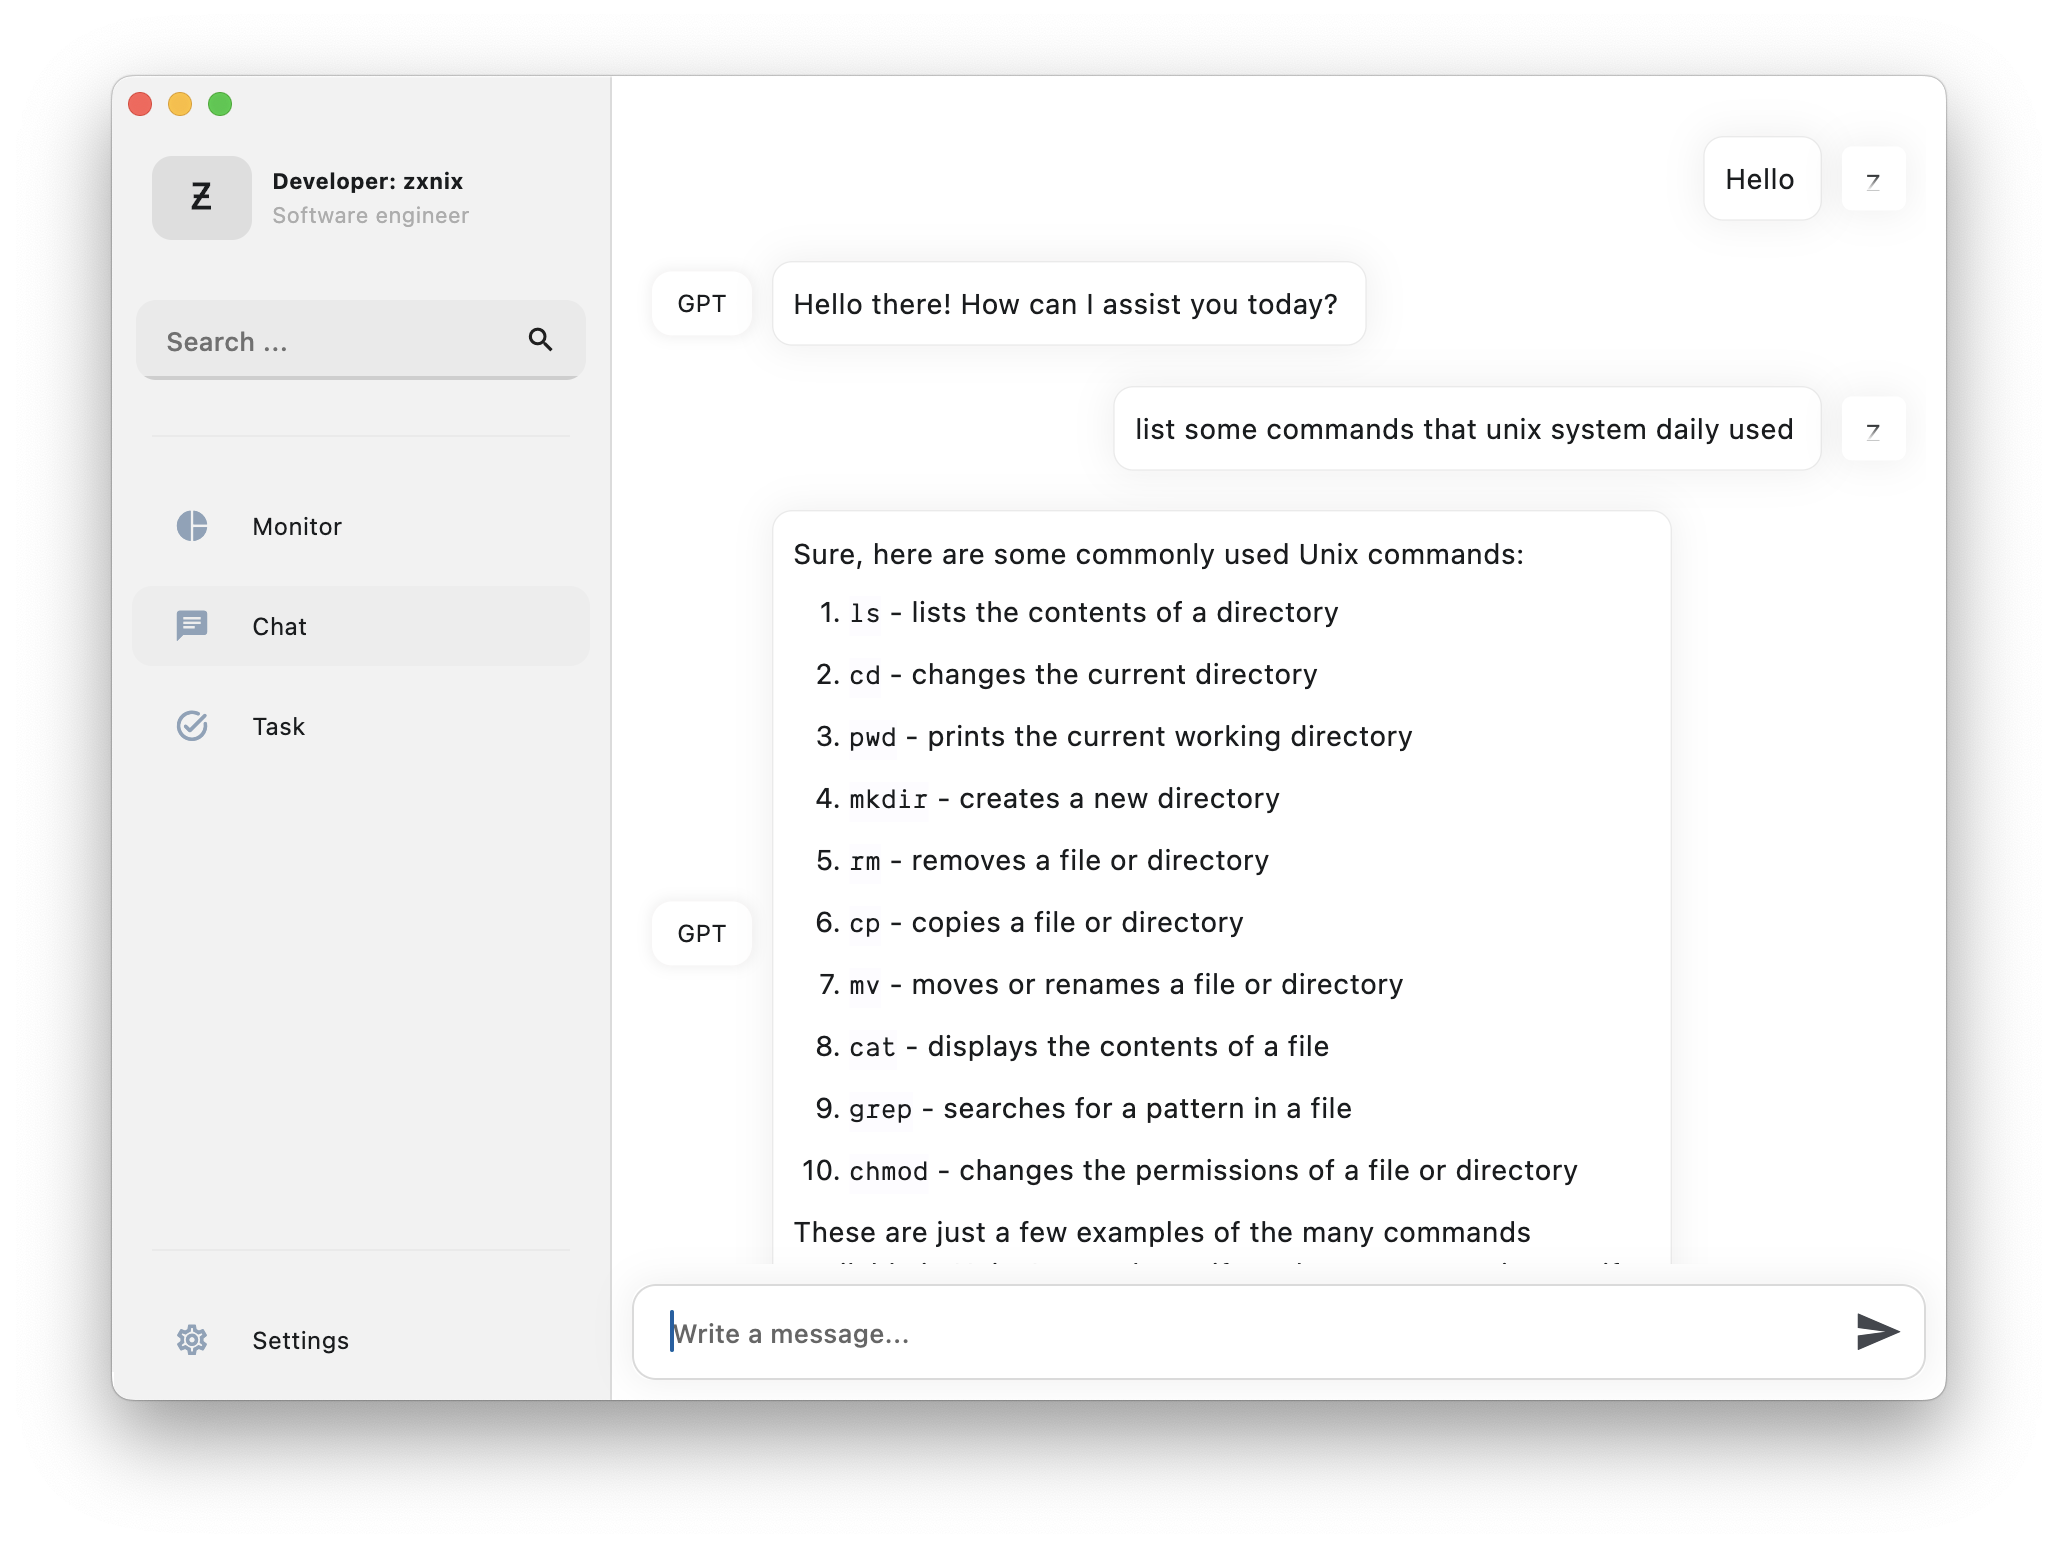 Ƶ
Developer: zxnix
Software engineer
Search ...
Monitor
Chat
Task
Settings
Hello
z
GPT
Hello there! How can I assist you today?
list some commands that unix system daily used
z
Sure, here are some commonly used Unix commands:
1. ls - lists the contents of a directory
2. cd - changes the current directory
3. pwd - prints the current working directory
4. mkdir - creates a new directory
5. rm - removes a file or directory
6. cp - copies a file or directory
7. mv - moves or renames a file or directory
8. cat - displays the contents of a file
9. grep - searches for a pattern in a file
10. chmod - changes the permissions of a file or directory
These are just a few examples of the many commands
GPT
Write a message...